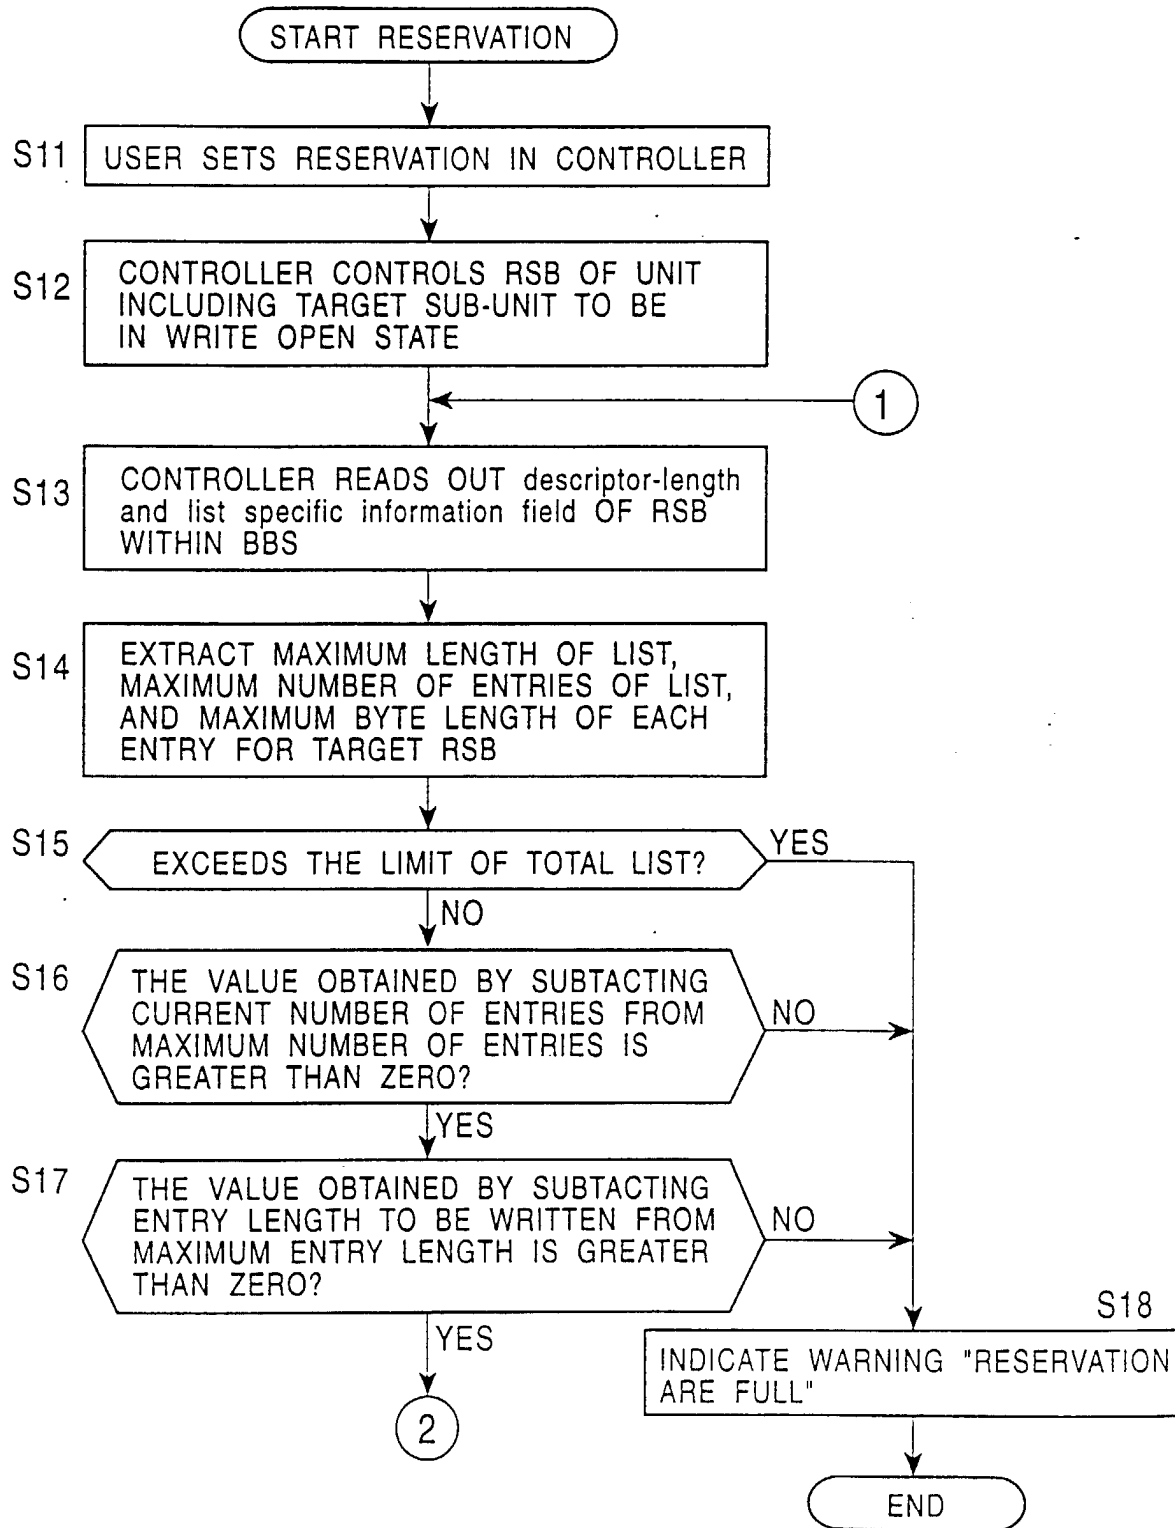 START RESERVATION
S11
USER SETS RESERVATION IN CONTROLLER
S12
CONTROLLER CONTROLS RSB OF UNIT
INCLUDING TARGET SUB-UNIT TO BE
IN WRITE OPEN STATE
1
S13
CONTROLLER READS OUT descriptor-length
and list specific information field OF RSB
WITHIN BBS
S14
EXTRACT MAXIMUM LENGTH OF LIST,
MAXIMUM NUMBER OF ENTRIES OF LIST,
AND MAXIMUM BYTE LENGTH OF EACH
ENTRY FOR TARGET RSB
S15
EXCEEDS THE LIMIT OF TOTAL LIST?
YES
NO
S16
THE VALUE OBTAINED BY SUBTACTING
CURRENT NUMBER OF ENTRIES FROM
MAXIMUM NUMBER OF ENTRIES IS
GREATER THAN ZERO?
NO
YES
S17
THE VALUE OBTAINED BY SUBTACTING
ENTRY LENGTH TO BE WRITTEN FROM
MAXIMUM ENTRY LENGTH IS GREATER
THAN ZERO?
NO
YES
2
S18
INDICATE WARNING "RESERVATION
ARE FULL"
END